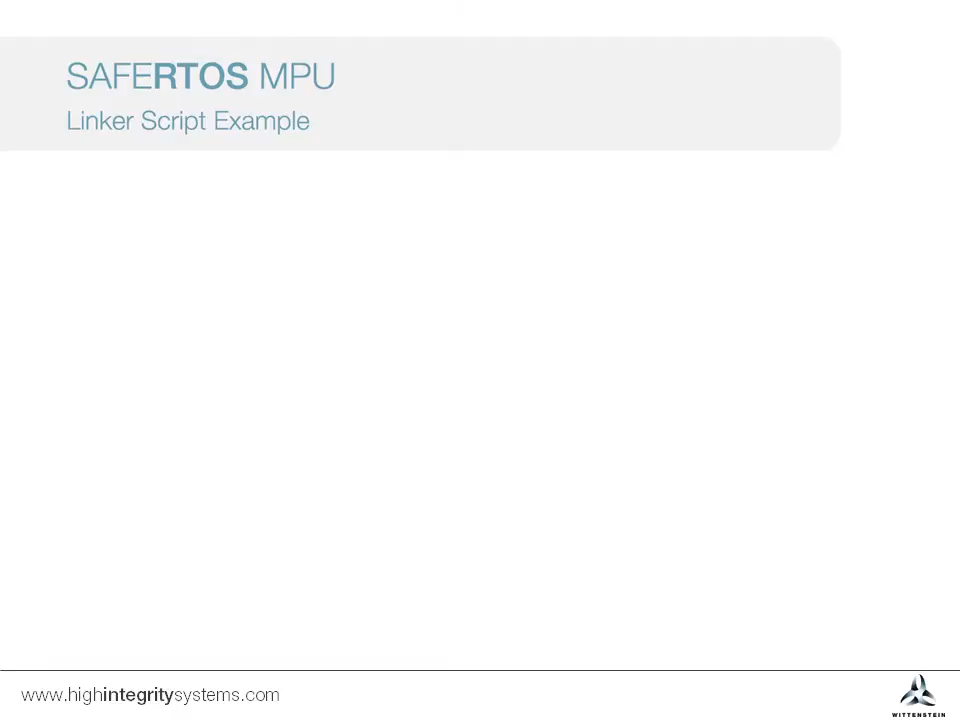 SAFERTOS MPU
Linker Script Example
www.highintegritysystems.com
WITTENSTEIN